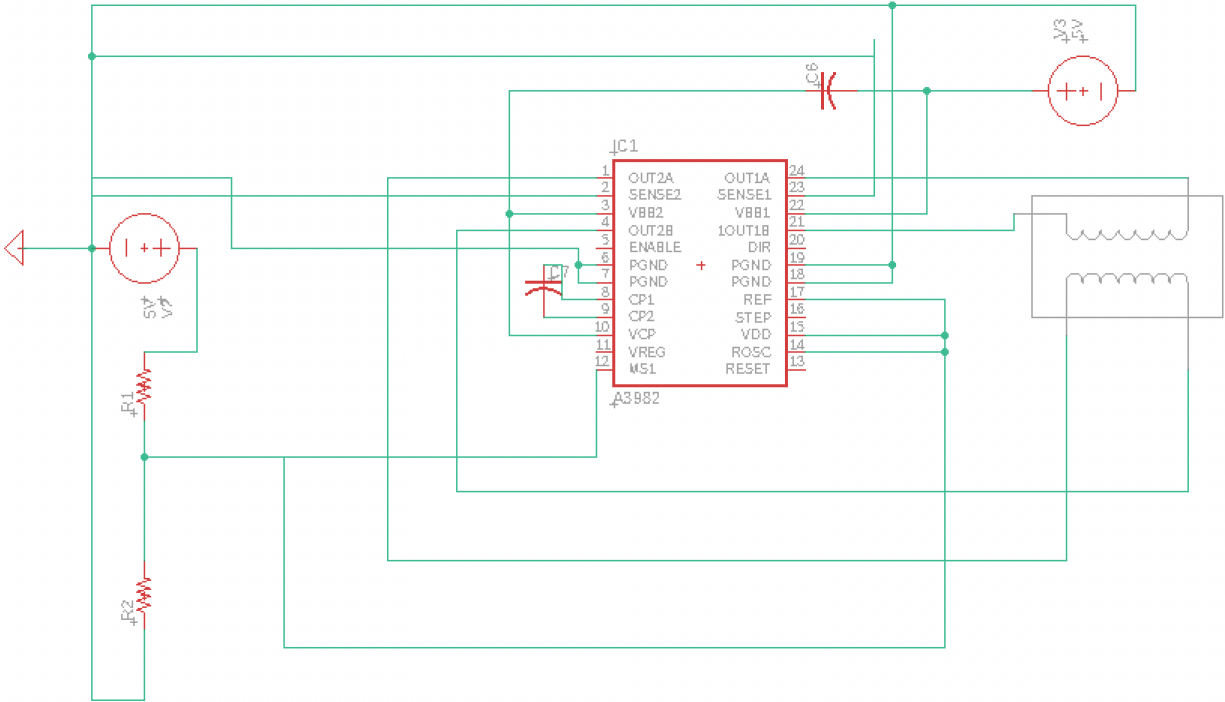 V3
5V
C6
IC1
1 OUT2A OUT1A 24
2 SENSE2 SENSE1 23
3 VBB2 VBB1 22
4 OUT2B 1OUT1B 21
5 ENABLE DIR 20
6 PGND PGND 19
7 PGND PGND 18
8 CP1 REF 17
9 CP2 STEP 16
10 VCP VDD 15
11 VREG ROSC 14
12 MS1 RESET 13
A3982
C7
5V
R1
R2